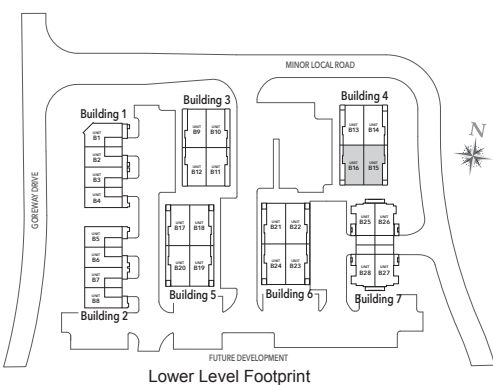 MINOR LOCAL ROAD
Building 1
Building 3
Building 4
N
UNIT B1
UNIT B2
UNIT B3
UNIT B4
UNIT B9
UNIT B10
UNIT B12
UNIT B11
UNIT B13
UNIT B14
UNIT B16
UNIT B15
GOREWAY DRIVE
UNIT B5
UNIT B6
UNIT B7
UNIT B8
Building 2
UNIT B17
UNIT B18
UNIT B20
UNIT B19
Building 5
UNIT B21
UNIT B22
UNIT B24
UNIT B23
Building 6
UNIT B25
UNIT B26
UNIT B28
UNIT B27
Building 7
FUTURE DEVELOPMENT
Lower Level Footprint